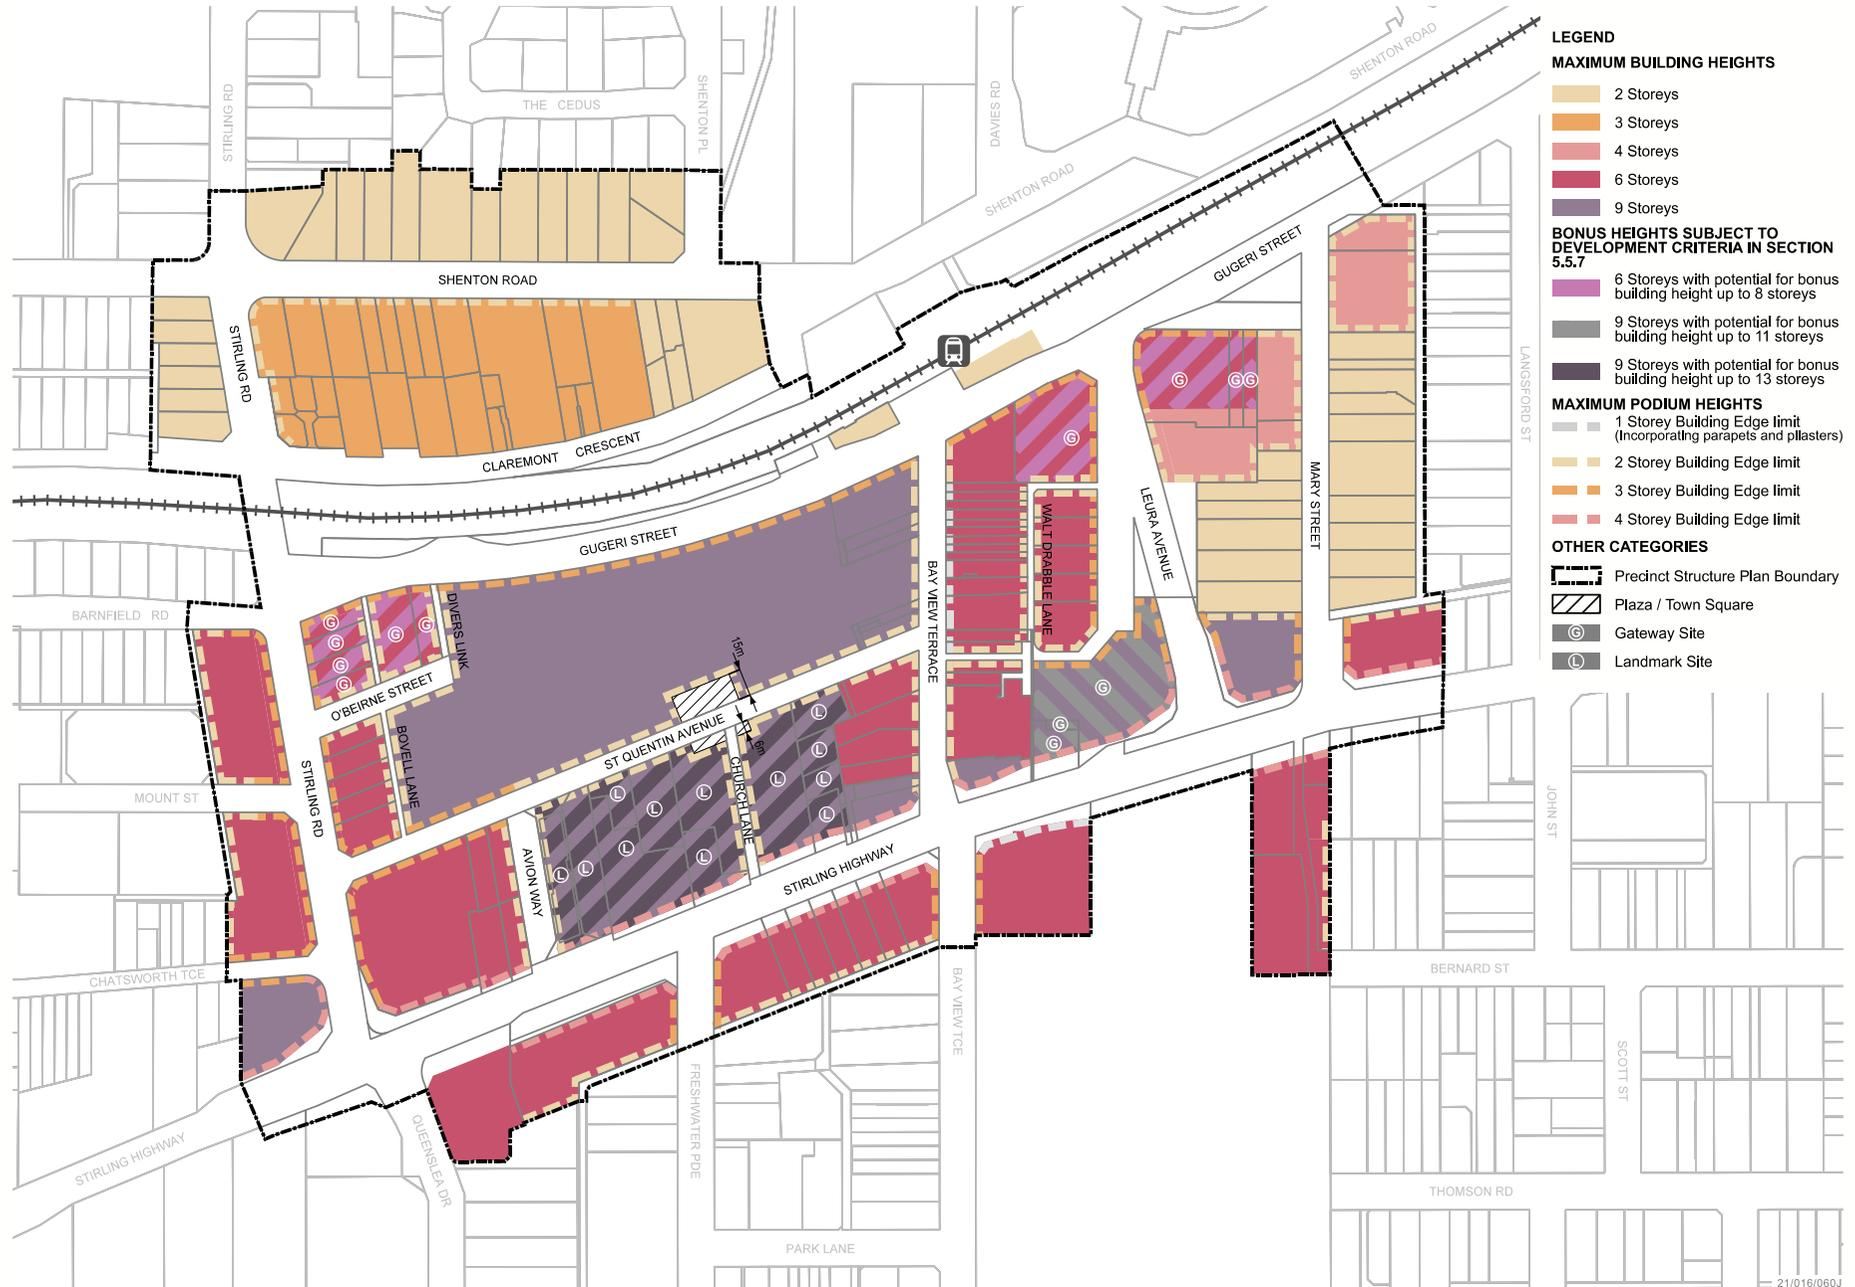 LEGEND
MAXIMUM BUILDING HEIGHTS
2 Storeys
3 Storeys
4 Storeys
6 Storeys
9 Storeys
BONUS HEIGHTS SUBJECT TO
DEVELOPMENT CRITERIA IN SECTION
5.5.7
6 Storeys with potential for bonus
building height up to 8 storeys
9 Storeys with potential for bonus
building height up to 11 storeys
9 Storeys with potential for bonus
building height up to 13 storeys
MAXIMUM PODIUM HEIGHTS
1 Storey Building Edge limit
(Incorporating parapets and pilasters)
2 Storey Building Edge limit
3 Storey Building Edge limit
4 Storey Building Edge limit
OTHER CATEGORIES
Precinct Structure Plan Boundary
Plaza / Town Square
G Gateway Site
L Landmark Site
STIRLING RD
THE CEDUS
SHENTON PL
DAVIES RD
SHENTON ROAD
SHENTON ROAD
SHENTON ROAD
STIRLING RD
GUGERI STREET
LANGSFORD ST
CLAREMONT CRESCENT
G
G
G
G
GUGERI STREET
MARY STREET
LEURA AVENUE
WALT DRABBLE LANE
BAY VIEW TERRACE
BARNFIELD RD
DIVERS LINK
G
G
G
G
G
G
O'BEIRNE STREET
15m
6m
ST QUENTIN AVENUE
BOVELL LANE
CHURCH LANE
STIRLING RD
MOUNT ST
G
G
G
L
L
L
L
L
L
L
L
L
L
L
L
AVION WAY
STIRLING HIGHWAY
JOHN ST
CHATSWORTH TCE
BERNARD ST
BAY VIEW TCE
SCOTT ST
FRESHWATER PDE
QUEENSLEA DR
STIRLING HIGHWAY
THOMSON RD
PARK LANE
21/016/060J